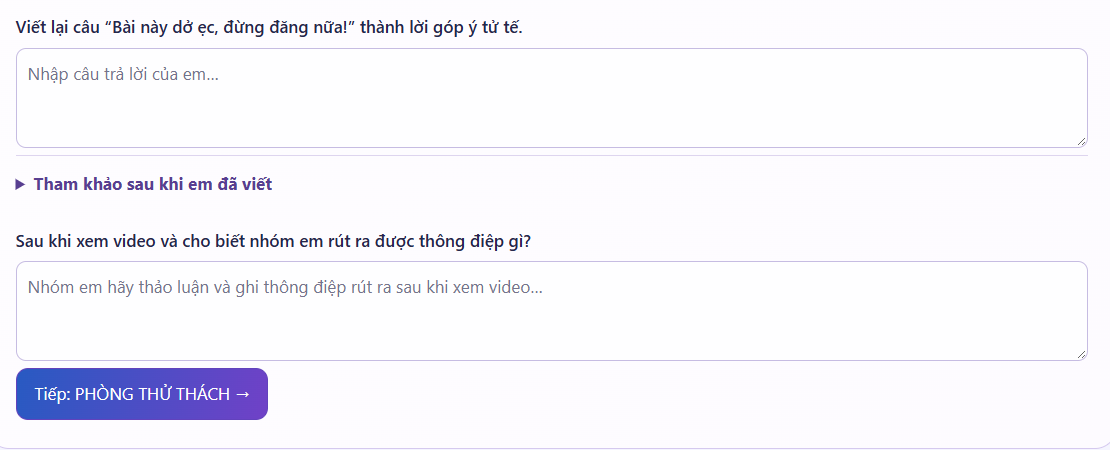 Viết lại câu “Bài này dở ẹc, đừng đăng nữa!” thành lời góp ý tử tế.
Nhập câu trả lời của em...
▶ Tham khảo sau khi em đã viết
Sau khi xem video và cho biết nhóm em rút ra được thông điệp gì?
Nhóm em hãy thảo luận và ghi thông điệp rút ra sau khi xem video...
Tiếp: PHÒNG THỬ THÁCH →